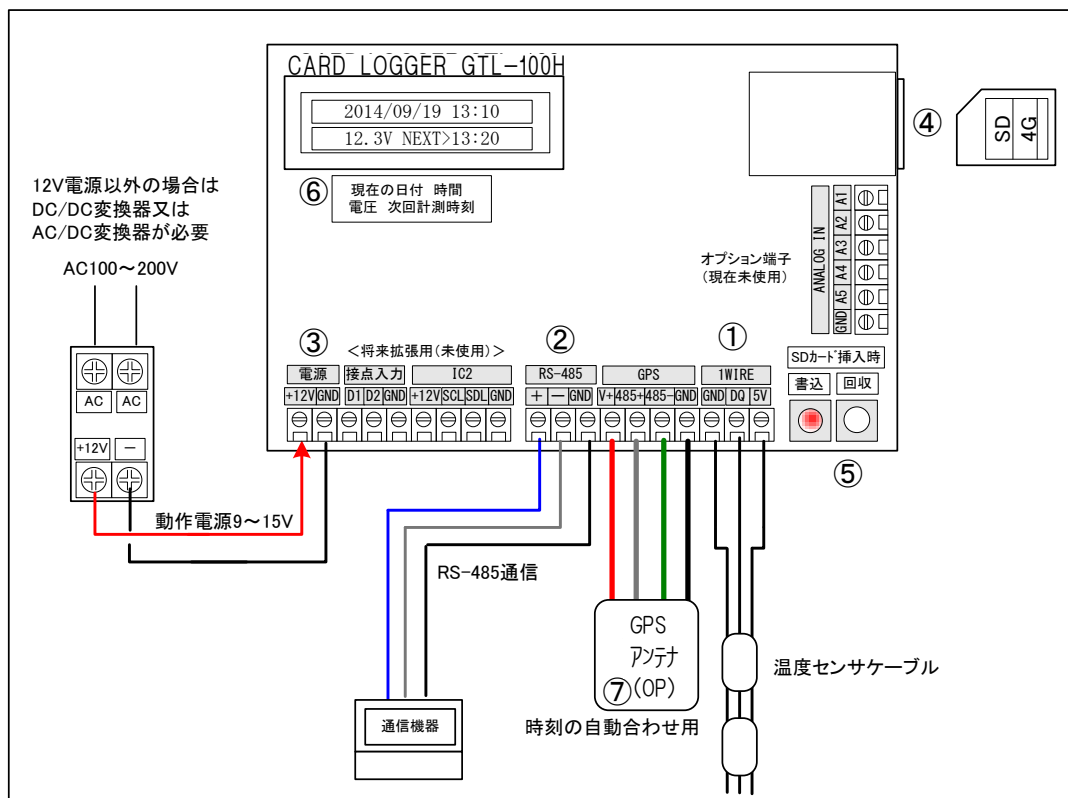 CARD LOGGER GTL-100H
2014/09/19 13:10
12.3V NEXT>13:20
⑥
現在の日付 時間
電圧 次回計測時刻
④
SD
4G
12V電源以外の場合は
DC/DC変換器又は
AC/DC変換器が必要
AC100～200V
オプション端子
(現在未使用)
ANALOG IN
A1
A2
A3
A4
A5
GND
③
＜将来拡張用(未使用)＞
②
①
SDカード挿入時
電源 接点入力 IC2 RS-485 GPS 1WIRE
書込 回収
+12V GND D1 D2 GND +12V SCL SDL GND + － GND V+ 485+ 485- GND GND DQ 5V
AC AC
+12V －
⑤
動作電源9～15V
RS-485通信
GPS
アンテナ
⑦(OP)
温度センサケーブル
通信機器
時刻の自動合わせ用